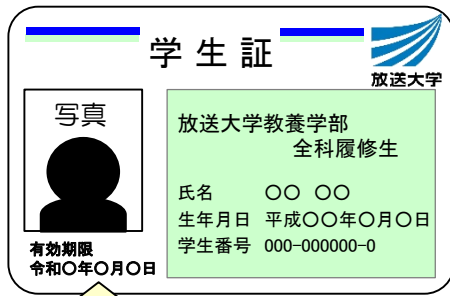 学生証
放送大学
写真
放送大学教養学部
全科履修生
氏名 〇〇 〇〇
生年月日 平成〇〇年〇月〇日
学生番号 000-000000-0
有効期限
令和〇年〇月〇日